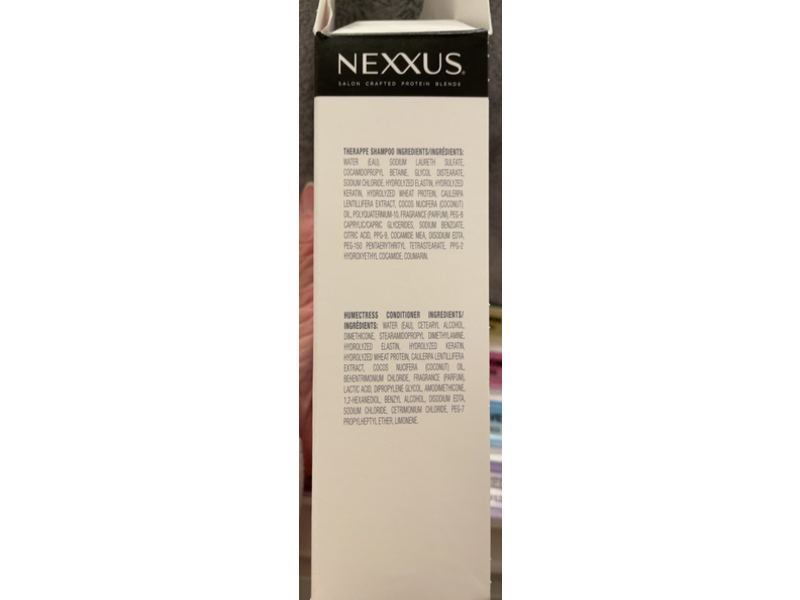 NEXXUS
SALON CRAFTED PROTEIN BLENDS
THERAPPE SHAMPOO INGREDIENTS/INGRÉDIENTS:
WATER (EAU), SODIUM LAURETH SULFATE,
COCAMIDOPROPYL BETAINE, GLYCOL DISTEARATE,
SODIUM CHLORIDE, HYDROLYZED ELASTIN, HYDROLYZED
KERATIN, HYDROLYZED WHEAT PROTEIN, CAULERPA
LENTILLIFERA EXTRACT, COCOS NUCIFERA (COCONUT)
OIL, POLYQUATERNIUM-10, FRAGRANCE (PARFUM), PEG-6
CAPRYLIC/CAPRIC GLYCERIDES, SODIUM BENZOATE,
CITRIC ACID, PPG-9, COCAMIDE MEA, DISODIUM EDTA,
PEG-150 PENTAERYTHRITYL TETRASTEARATE, PPG-2
HYDROXYETHYL COCAMIDE, COUMARIN.
HUMECTRESS CONDITIONER INGREDIENTS/
INGRÉDIENTS: WATER (EAU), CETEARYL ALCOHOL,
DIMETHICONE, STEARAMIDOPROPYL DIMETHYLAMINE,
HYDROLYZED ELASTIN, HYDROLYZED KERATIN,
HYDROLYZED WHEAT PROTEIN, CAULERPA LENTILLIFERA
EXTRACT, COCOS NUCIFERA (COCONUT) OIL,
BEHENTRIMONIUM CHLORIDE, FRAGRANCE (PARFUM),
LACTIC ACID, DIPROPYLENE GLYCOL, AMODIMETHICONE,
1,2-HEXANEDIOL, BENZYL ALCOHOL, DISODIUM EDTA,
SODIUM CHLORIDE, CETRIMONIUM CHLORIDE, PEG-7
PROPYLHEPTYL ETHER, LIMONENE.